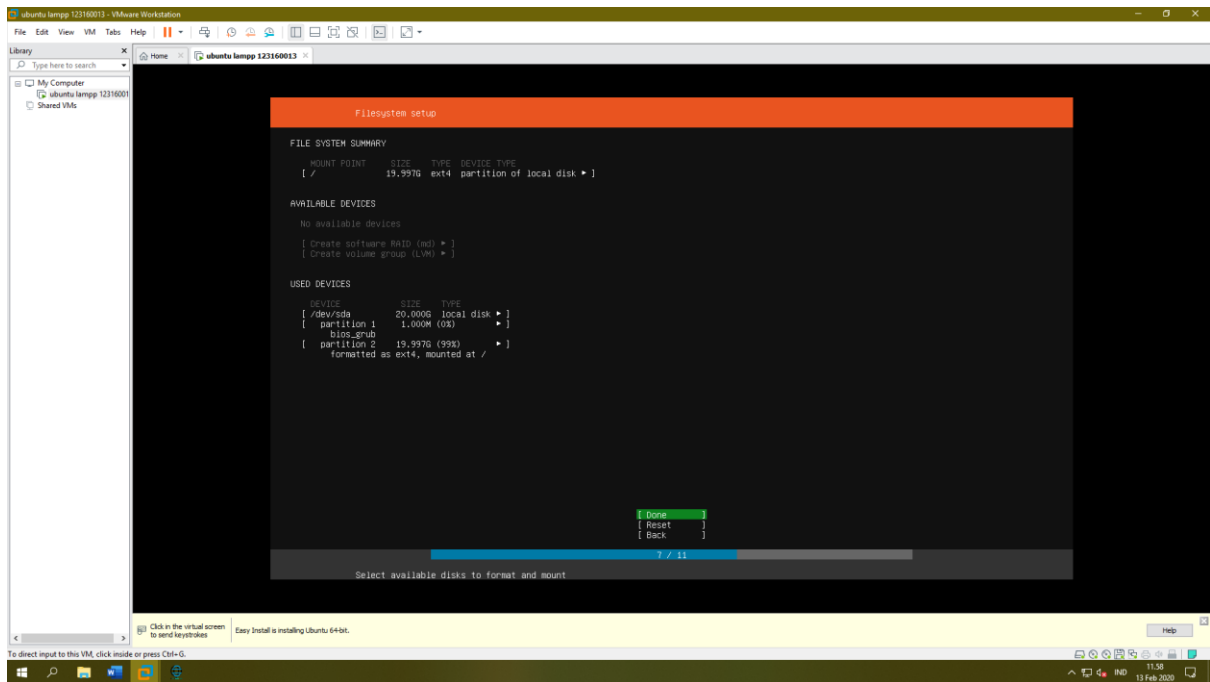 ubuntu lampp 123160013 - VMware Workstation
File Edit View VM Tabs Help
Library
Type here to search
My Computer
ubuntu lampp 12316001
Shared VMs
Home
ubuntu lampp 123160013
Filesystem setup
FILE SYSTEM SUMMARY
MOUNT POINT SIZE TYPE DEVICE TYPE
[ / 19.997G ext4 partition of local disk ▸ ]
AVAILABLE DEVICES
No available devices
[ Create software RAID (md) ▸ ]
[ Create volume group (LVM) ▸ ]
USED DEVICES
DEVICE SIZE TYPE
[ /dev/sda 20.000G local disk ▸ ]
[ partition 1 1.000M (0%) ▸ ]
bios_grub
[ partition 2 19.997G (99%) ▸ ]
formatted as ext4, mounted at /
[ Done ]
[ Reset ]
[ Back ]
7 / 11
Select available disks to format and mount
Click in the virtual screen
to send keystrokes
Easy Install is installing Ubuntu 64-bit.
Help
To direct input to this VM, click inside or press Ctrl+G.
IND
11.58
13 Feb 2020